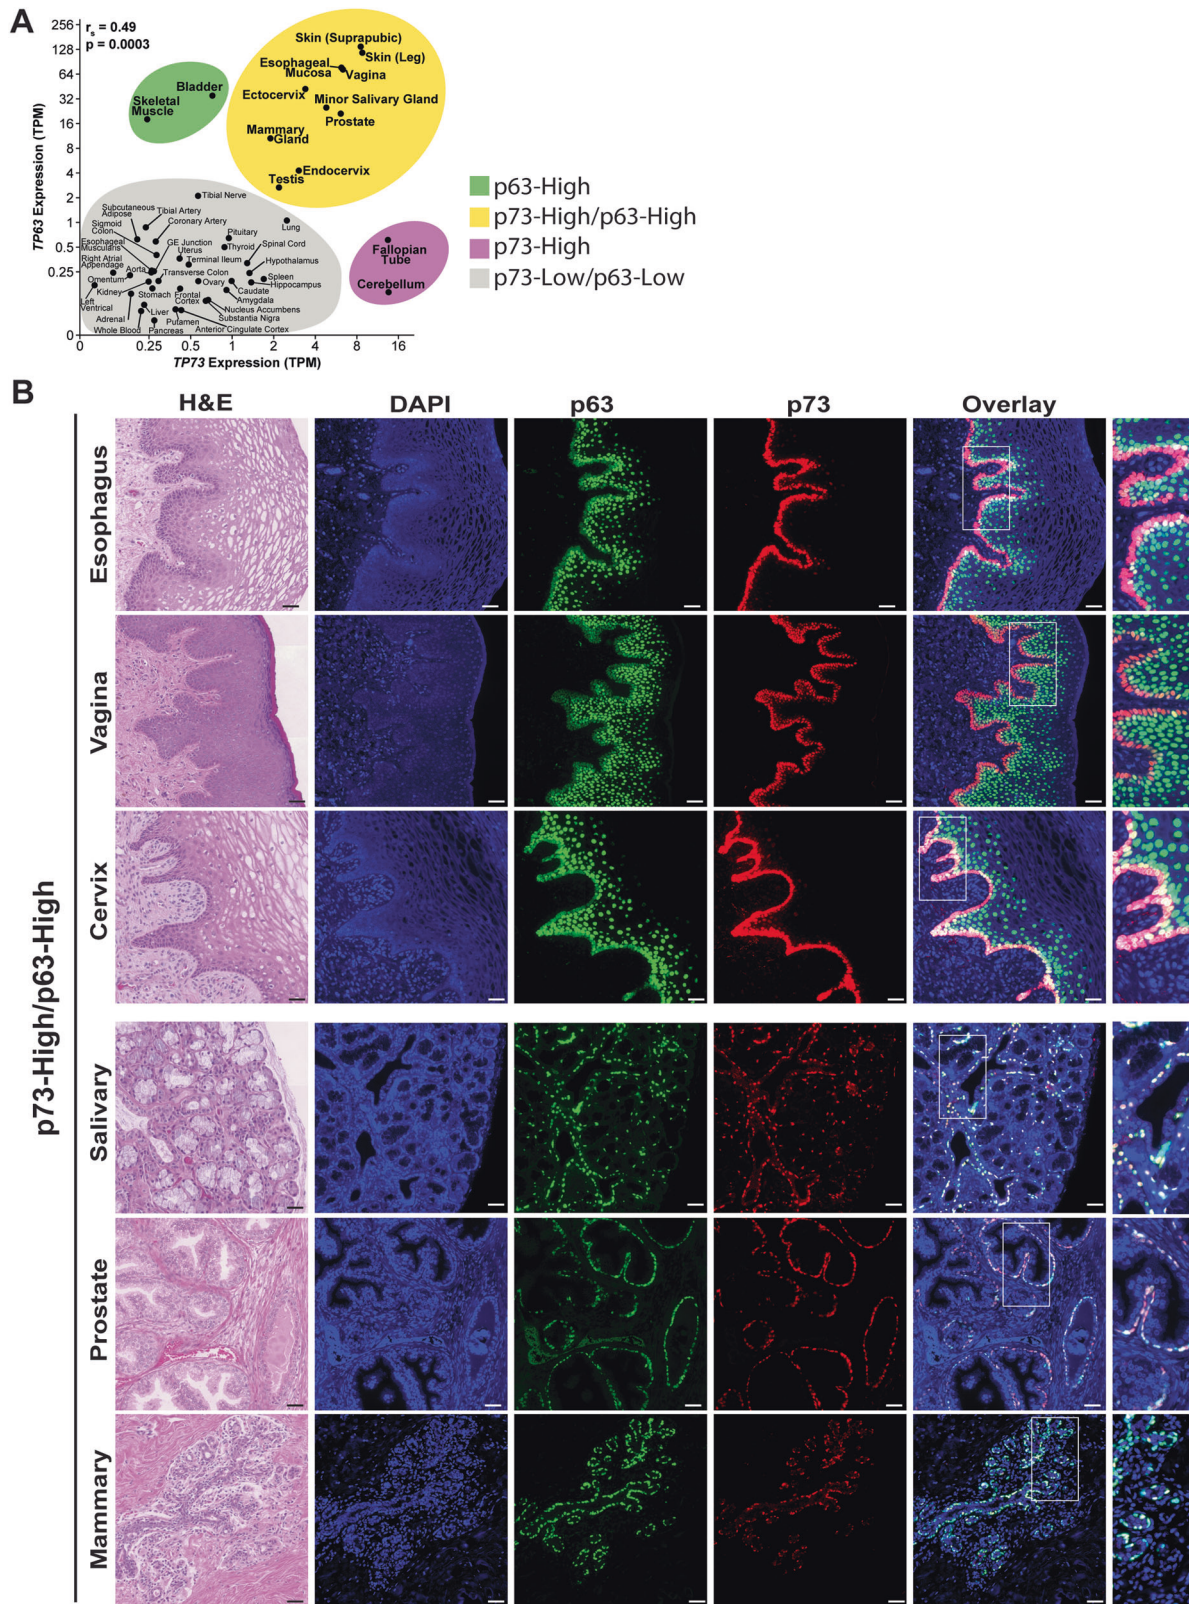 A
r_s = 0.49
p = 0.0003
TP63 Expression (TPM)
256
128
64
32
16
8
4
2
1
0.5
0.25
0
0
0.25
0.5
1
2
4
8
16
TP73 Expression (TPM)
Skin (Suprapubic)
Skin (Leg)
Esophageal
Mucosa
Vagina
Ectocervix
Minor Salivary Gland
Prostate
Mammary
Gland
Endocervix
Testis
Bladder
Skeletal
Muscle
Tibial Nerve
Subcutaneous
Adipose
Tibial Artery
Sigmoid
Colon
Coronary Artery
Lung
Pituitary
Esophageal
Muscularis
GE Junction
Uterus
Thyroid
Spinal Cord
Right Atrial
Appendage
Aorta
Terminal Ileum
Hypothalamus
Omentum
Transverse Colon
Spleen
Kidney
Ovary
Hippocampus
Left
Ventrical
Stomach
Frontal
Cortex
Caudate
Amygdala
Adrenal
Liver
Nucleus Accumbens
Putamen
Substantia Nigra
Whole Blood
Pancreas
Anterior Cingulate Cortex
Fallopian
Tube
Cerebellum
p63-High
p73-High/p63-High
p73-High
p73-Low/p63-Low
B
H&E
DAPI
p63
p73
Overlay
p73-High/p63-High
Esophagus
Vagina
Cervix
Salivary
Prostate
Mammary